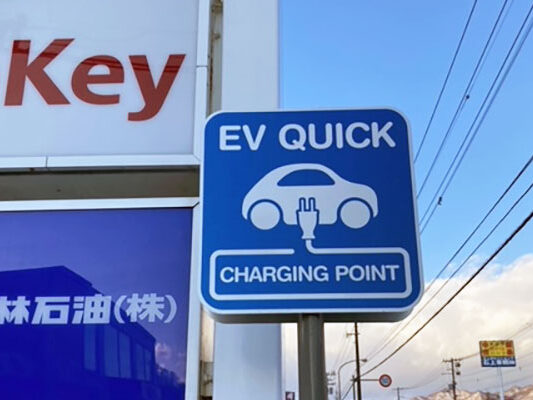 Key
EV QUICK
CHARGING POINT
林石油(株)